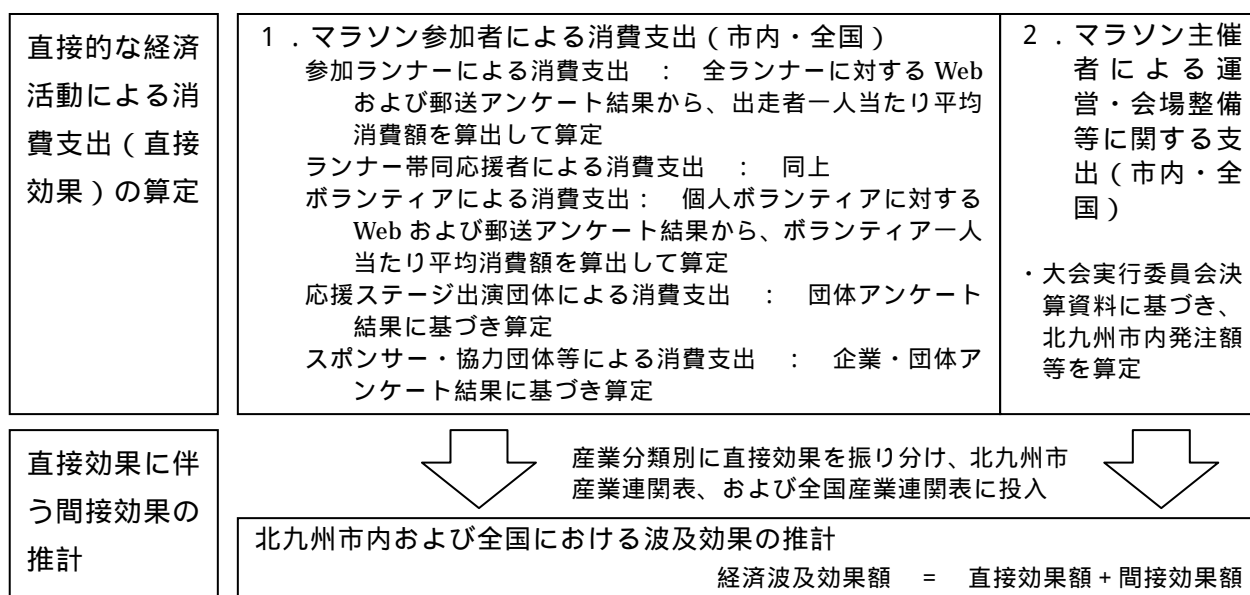 直接的な経済
活動による消
費支出（直接
効果）の算定
１．マラソン参加者による消費支出（市内・全国）
参加ランナーによる消費支出　：　全ランナーに対する Web
および郵送アンケート結果から、出走者一人当たり平均
消費額を算出して算定
ランナー帯同応援者による消費支出　：　同上
ボランティアによる消費支出：　個人ボランティアに対する
Web および郵送アンケート結果から、ボランティア一人
当たり平均消費額を算出して算定
応援ステージ出演団体による消費支出　：　団体アンケート
結果に基づき算定
スポンサー・協力団体等による消費支出　：　企業・団体ア
ンケート結果に基づき算定
２．マラソン主催
者による運
営・会場整備
等に関する支
出（市内・全
国）
・大会実行委員会決
算資料に基づき、
北九州市内発注額
等を算定
直接効果に伴
う間接効果の
推計
産業分類別に直接効果を振り分け、北九州市
産業連関表、および全国産業連関表に投入
北九州市内および全国における波及効果の推計
経済波及効果額　＝　直接効果額＋間接効果額